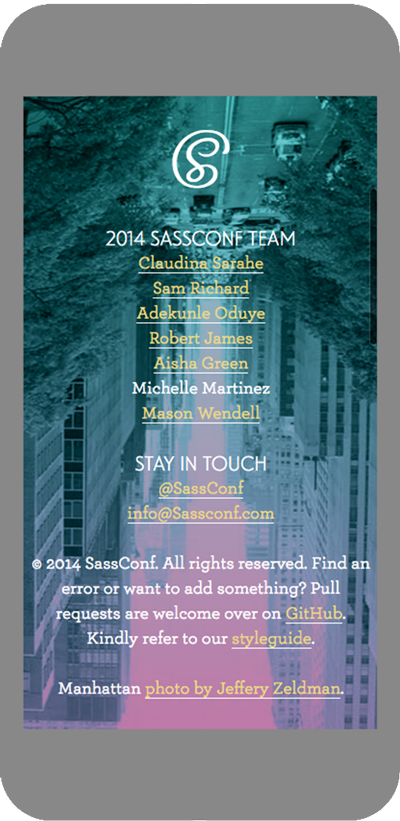 2014 SASSCONF TEAM
Claudina Sarahe
Sam Richard
Adekunle Oduye
Robert James
Aisha Green
Michelle Martinez
Mason Wendell
STAY IN TOUCH
@SassConf
info@Sassconf.com
© 2014 SassConf. All rights reserved. Find an
error or want to add something? Pull
requests are welcome over on GitHub.
Kindly refer to our styleguide.
Manhattan photo by Jeffery Zeldman.